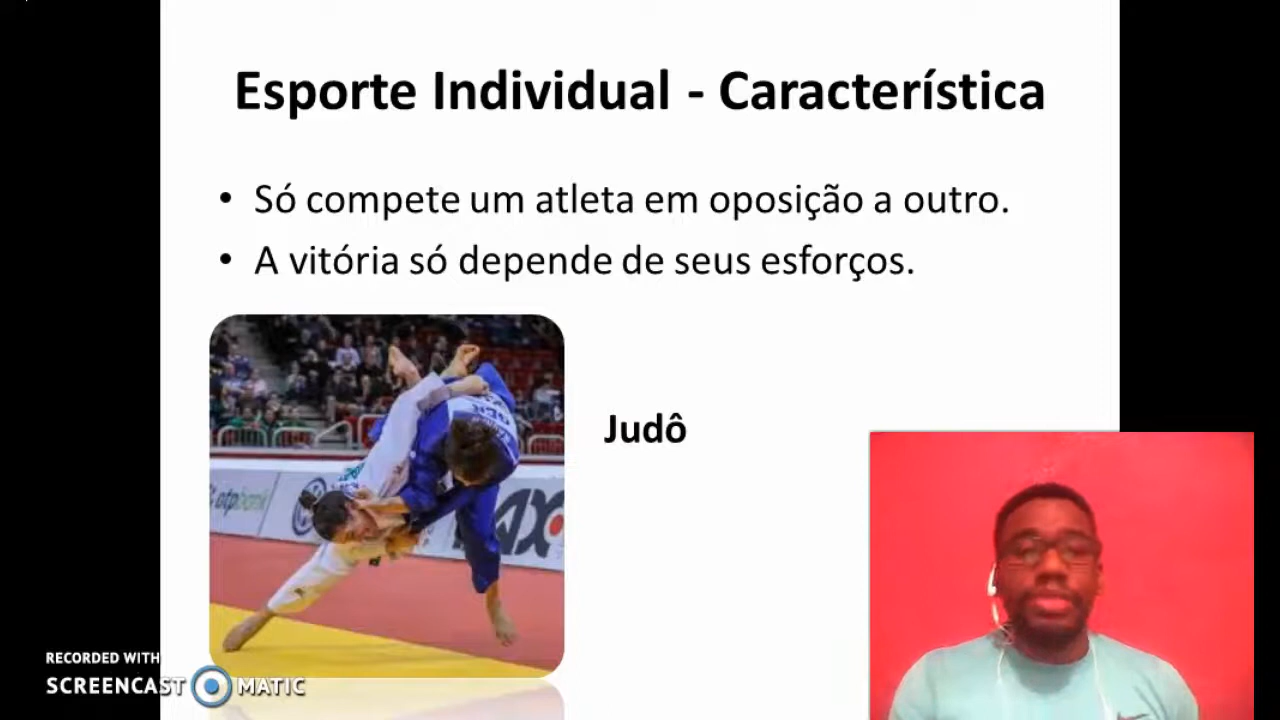 Esporte Individual - Característica
• Só compete um atleta em oposição a outro.
• A vitória só depende de seus esforços.
Judô
otpbank
RECORDED WITH
SCREENCAST MATIC